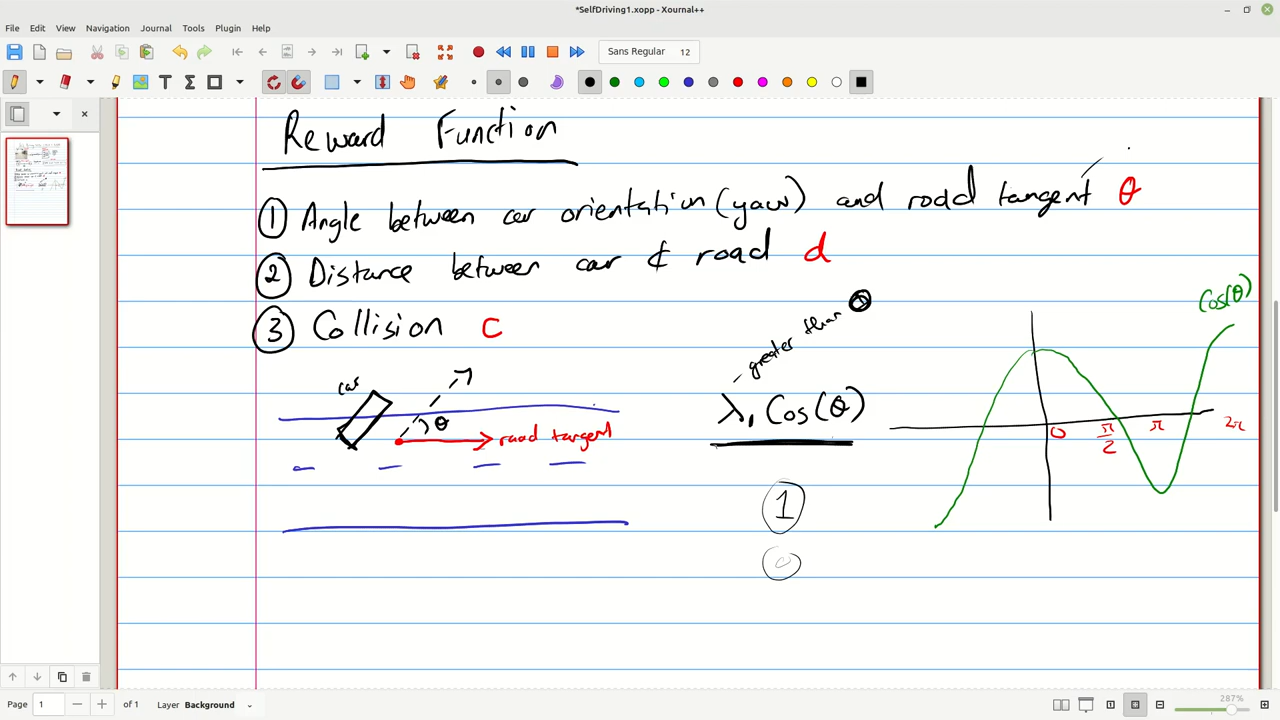 *SelfDriving1.xopp - Xournal++
File Edit View Navigation Journal Tools Plugin Help
Sans Regular 12
Reward Function
① Angle between car orientation (yaw) and road tangent θ
② Distance between car & road d
③ Collision c
car
θ
road tangent
greater than 0
λ₁ Cos(θ)
1
0
Cos(θ)
0 π/2 π 2π
Page 1 of 1 Layer Background
287%